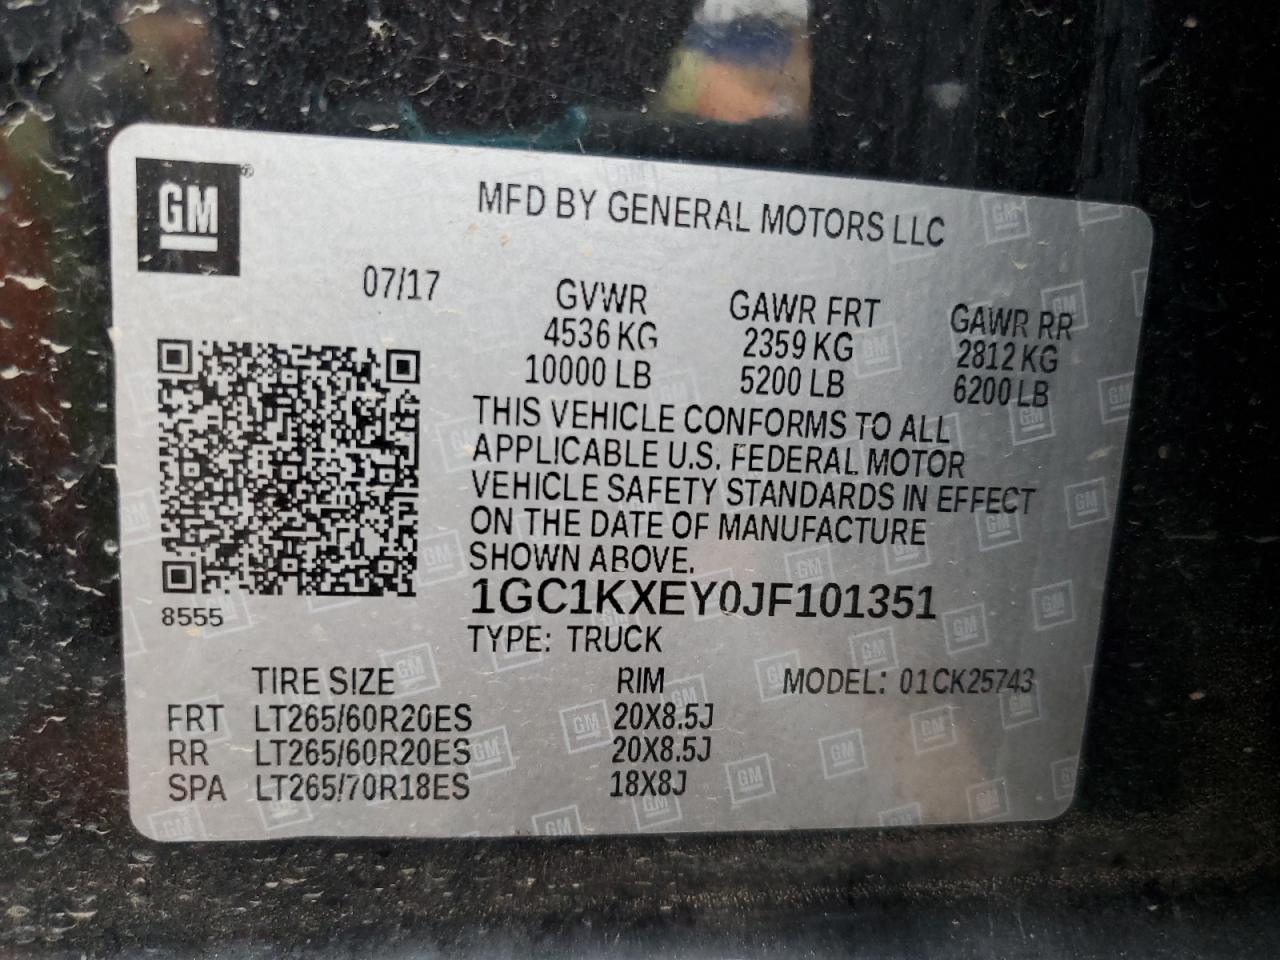 GM®
MFD BY GENERAL MOTORS LLC
07/17 GVWR GAWR FRT GAWR RR
4536 KG 2359 KG 2812 KG
10000 LB 5200 LB 6200 LB
THIS VEHICLE CONFORMS TO ALL
APPLICABLE U.S. FEDERAL MOTOR
VEHICLE SAFETY STANDARDS IN EFFECT
ON THE DATE OF MANUFACTURE
SHOWN ABOVE.
1GC1KXEY0JF101351
8555
TYPE: TRUCK
TIRE SIZE RIM MODEL: 01CK25743
FRT LT265/60R20ES 20X8.5J
RR LT265/60R20ES 20X8.5J
SPA LT265/70R18ES 18X8J